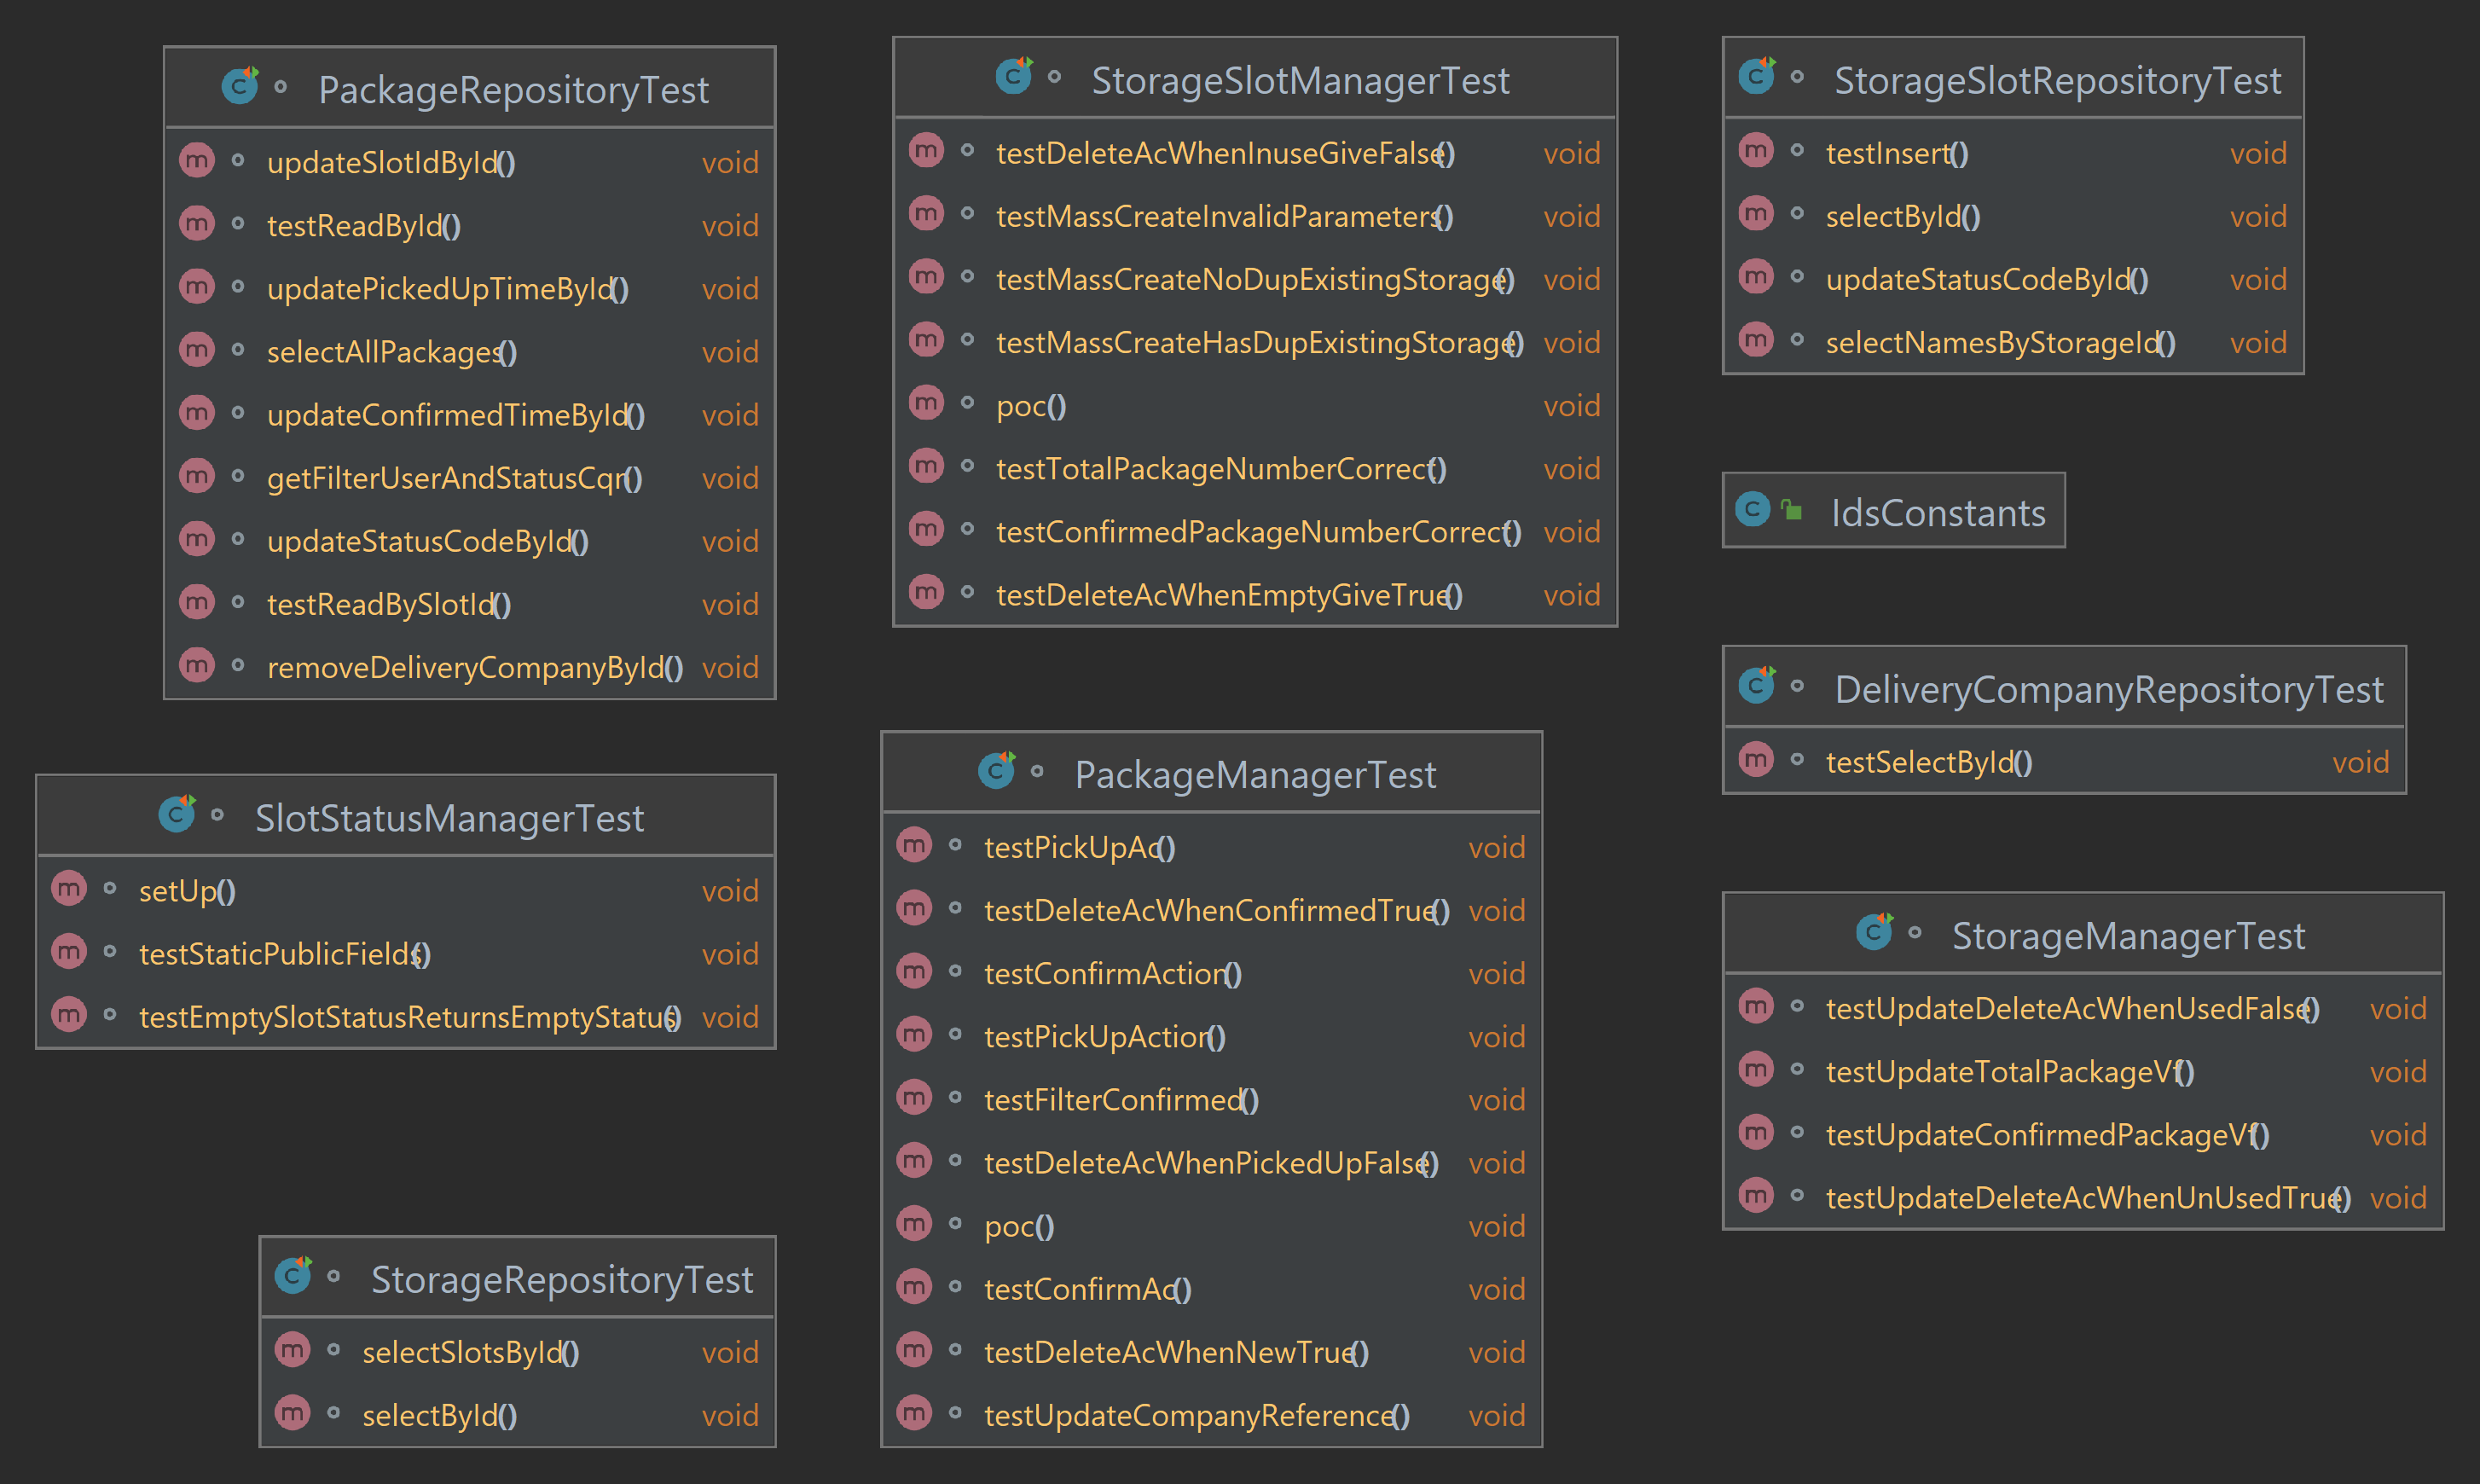 PackageRepositoryTest
updateSlotIdById() void
testReadById() void
updatePickedUpTimeById() void
selectAllPackages() void
updateConfirmedTimeById() void
getFilterUserAndStatusCqn() void
updateStatusCodeById() void
testReadBySlotId() void
removeDeliveryCompanyById() void
SlotStatusManagerTest
setUp() void
testStaticPublicFields() void
testEmptySlotStatusReturnsEmptyStatus() void
StorageRepositoryTest
selectSlotsById() void
selectById() void
StorageSlotManagerTest
testDeleteAcWhenInuseGiveFalse() void
testMassCreateInvalidParameters() void
testMassCreateNoDupExistingStorage() void
testMassCreateHasDupExistingStorage() void
poc() void
testTotalPackageNumberCorrect() void
testConfirmedPackageNumberCorrect() void
testDeleteAcWhenEmptyGiveTrue() void
PackageManagerTest
testPickUpAc() void
testDeleteAcWhenConfirmedTrue() void
testConfirmAction() void
testPickUpAction() void
testFilterConfirmed() void
testDeleteAcWhenPickedUpFalse() void
poc() void
testConfirmAc() void
testDeleteAcWhenNewTrue() void
testUpdateCompanyReference() void
StorageSlotRepositoryTest
testInsert() void
selectById() void
updateStatusCodeById() void
selectNamesByStorageId() void
IdsConstants
DeliveryCompanyRepositoryTest
testSelectById() void
StorageManagerTest
testUpdateDeleteAcWhenUsedFalse() void
testUpdateTotalPackageVf() void
testUpdateConfirmedPackageVf() void
testUpdateDeleteAcWhenUnUsedTrue() void